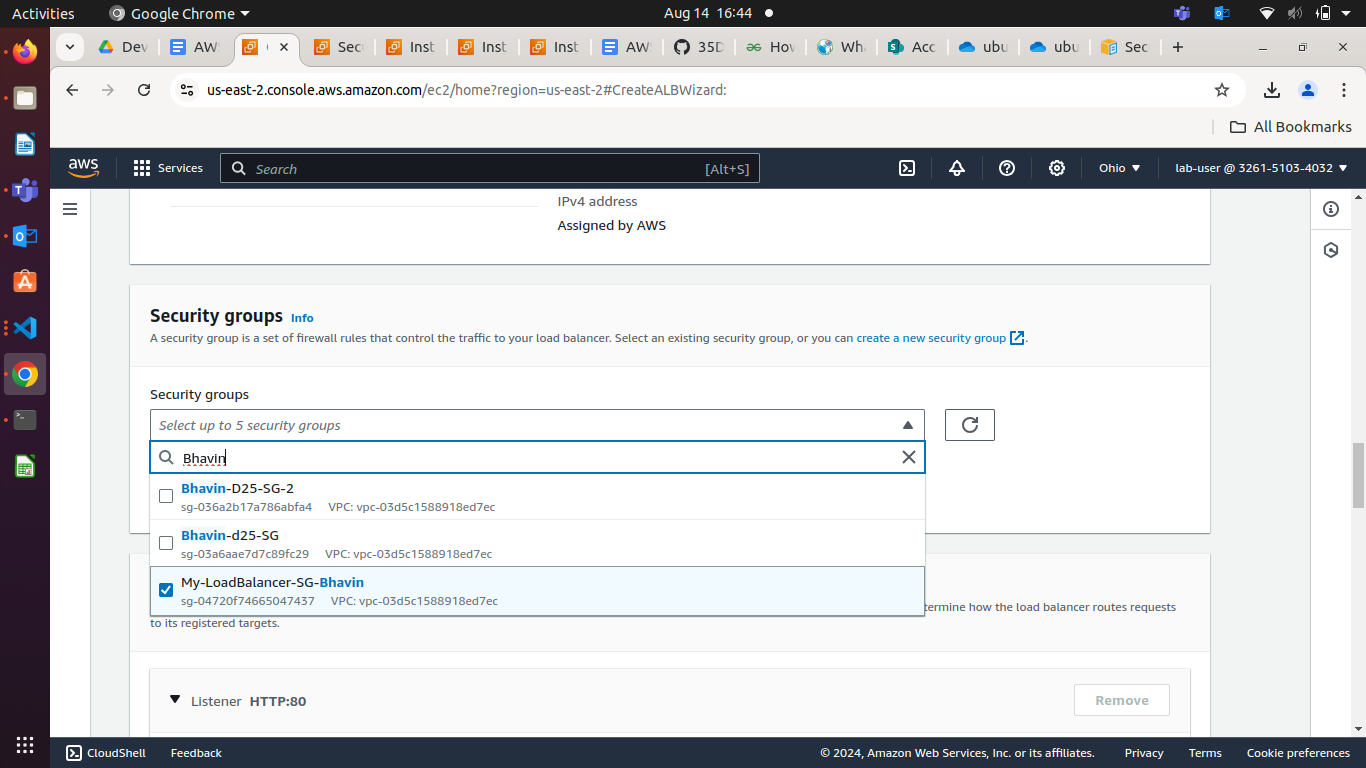 Activities
Google Chrome
Aug 14 16:44
Dev
AWS
Sec
Inst
Inst
Inst
AWS
35D
Hov
Wha
Acc
ubu
ubu
Sec
us-east-2.console.aws.amazon.com/ec2/home?region=us-east-2#CreateALBWizard:
All Bookmarks
aws
Services
Search
[Alt+S]
Ohio
lab-user @ 3261-5103-4032
IPv4 address
Assigned by AWS
Security groups Info
A security group is a set of firewall rules that control the traffic to your load balancer. Select an existing security group, or you can create a new security group.
Security groups
Select up to 5 security groups
Bhavin
Bhavin-D25-SG-2
sg-036a2b17a786abfa4 VPC: vpc-03d5c1588918ed7ec
Bhavin-d25-SG
sg-03a6aae7d7c89fc29 VPC: vpc-03d5c1588918ed7ec
My-LoadBalancer-SG-Bhavin
sg-04720f74665047437 VPC: vpc-03d5c1588918ed7ec
how the load balancer routes requests
to its registered targets.
Listener HTTP:80
Remove
CloudShell
Feedback
© 2024, Amazon Web Services, Inc. or its affiliates.
Privacy
Terms
Cookie preferences